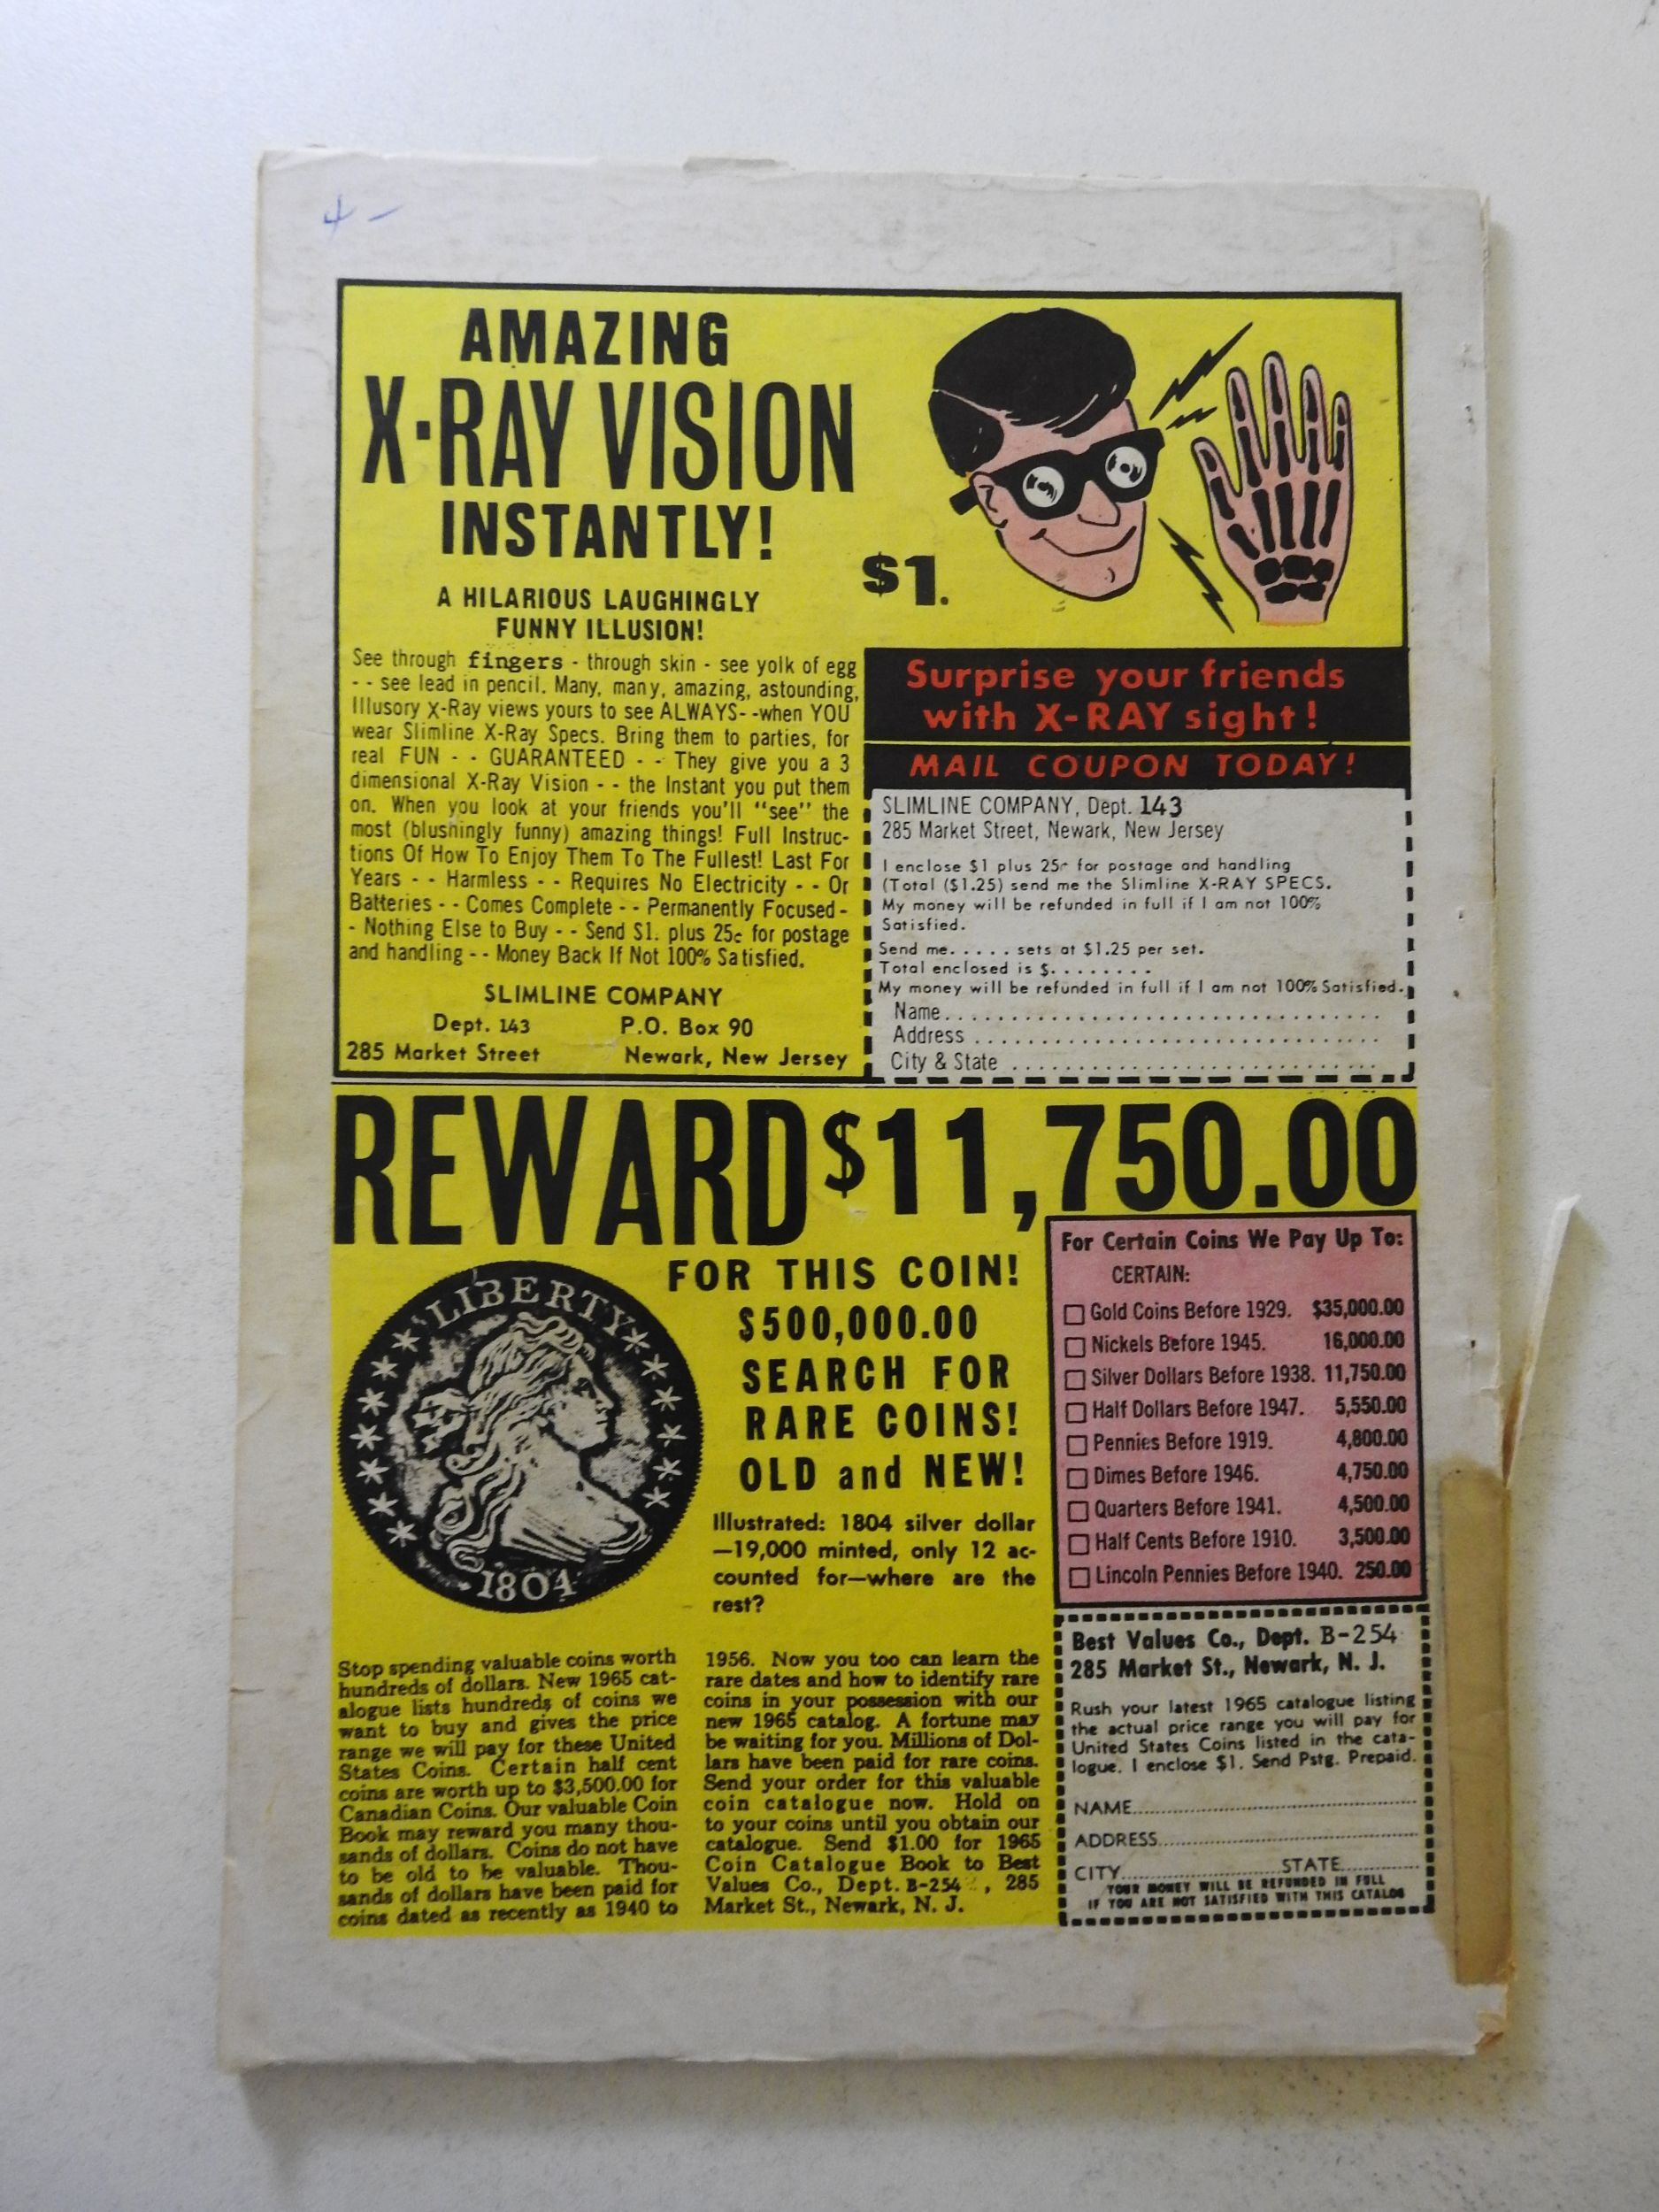 4 -
AMAZING
X-RAY VISION
INSTANTLY!
A HILARIOUS LAUGHINGLY
FUNNY ILLUSION!
$1.
See through fingers - through skin - see yolk of egg
- - see lead in pencil. Many, many, amazing, astounding,
Illusory X-Ray views yours to see ALWAYS- -when YOU
wear Slimline X-Ray Specs. Bring them to parties, for
real FUN - - GUARANTEED - - They give you a 3
dimensional X-Ray Vision - - the Instant you put them
on. When you look at your friends you'll "see" the
most (blushingly funny) amazing things! Full Instruc-
tions Of How To Enjoy Them To The Fullest! Last For
Years - - Harmless - - Requires No Electricity - - Or
Batteries - - Comes Complete - - Permanently Focused -
- Nothing Else to Buy - - Send $1. plus 25c for postage
and handling - - Money Back If Not 100% Satisfied.
SLIMLINE COMPANY
Dept. 143 P.O. Box 90
285 Market Street Newark, New Jersey
Surprise your friends
with X-RAY sight!
MAIL COUPON TODAY!
SLIMLINE COMPANY, Dept. 143
285 Market Street, Newark, New Jersey
I enclose $1 plus 25c for postage and handling
(Total ($1.25) send me the Slimline X-RAY SPECS.
My money will be refunded in full if I am not 100%
Satisfied.
Send me..... sets at $1.25 per set.
Total enclosed is $........
My money will be refunded in full if I am not 100% Satisfied.
Name................................
Address..............................
City & State...........................
REWARD $11,750.00
FOR THIS COIN!
$500,000.00
SEARCH FOR
RARE COINS!
OLD and NEW!
LIBERTY
1804
Illustrated: 1804 silver dollar
—19,000 minted, only 12 ac-
counted for—where are the
rest?
Stop spending valuable coins worth
hundreds of dollars. New 1965 cat-
alogue lists hundreds of coins we
want to buy and gives the price
range we will pay for these United
States Coins. Certain half cent
coins are worth up to $3,500.00 for
Canadian Coins. Our valuable Coin
Book may reward you many thou-
sands of dollars. Coins do not have
to be old to be valuable. Thou-
sands of dollars have been paid for
coins dated as recently as 1940 to
1956. Now you too can learn the
rare dates and how to identify rare
coins in your possession with our
new 1965 catalog. A fortune may
be waiting for you. Millions of Dol-
lars have been paid for rare coins.
Send your order for this valuable
coin catalogue now. Hold on
to your coins until you obtain our
catalogue. Send $1.00 for 1965
Coin Catalogue Book to Best
Values Co., Dept. B-254 , 285
Market St., Newark, N. J.
For Certain Coins We Pay Up To:
CERTAIN:
Gold Coins Before 1929. $35,000.00
Nickels Before 1945. 16,000.00
Silver Dollars Before 1938. 11,750.00
Half Dollars Before 1947. 5,550.00
Pennies Before 1919. 4,800.00
Dimes Before 1946. 4,750.00
Quarters Before 1941. 4,500.00
Half Cents Before 1910. 3,500.00
Lincoln Pennies Before 1940. 250.00
Best Values Co., Dept. B-254
285 Market St., Newark, N. J.
Rush your latest 1965 catalogue listing
the actual price range you will pay for
United States Coins listed in the cata-
logue. I enclose $1. Send Pstg. Prepaid.
NAME................................
ADDRESS..............................
CITY....................STATE............
YOUR MONEY WILL BE REFUNDED IN FULL
IF YOU ARE NOT SATISFIED WITH THIS CATALOG